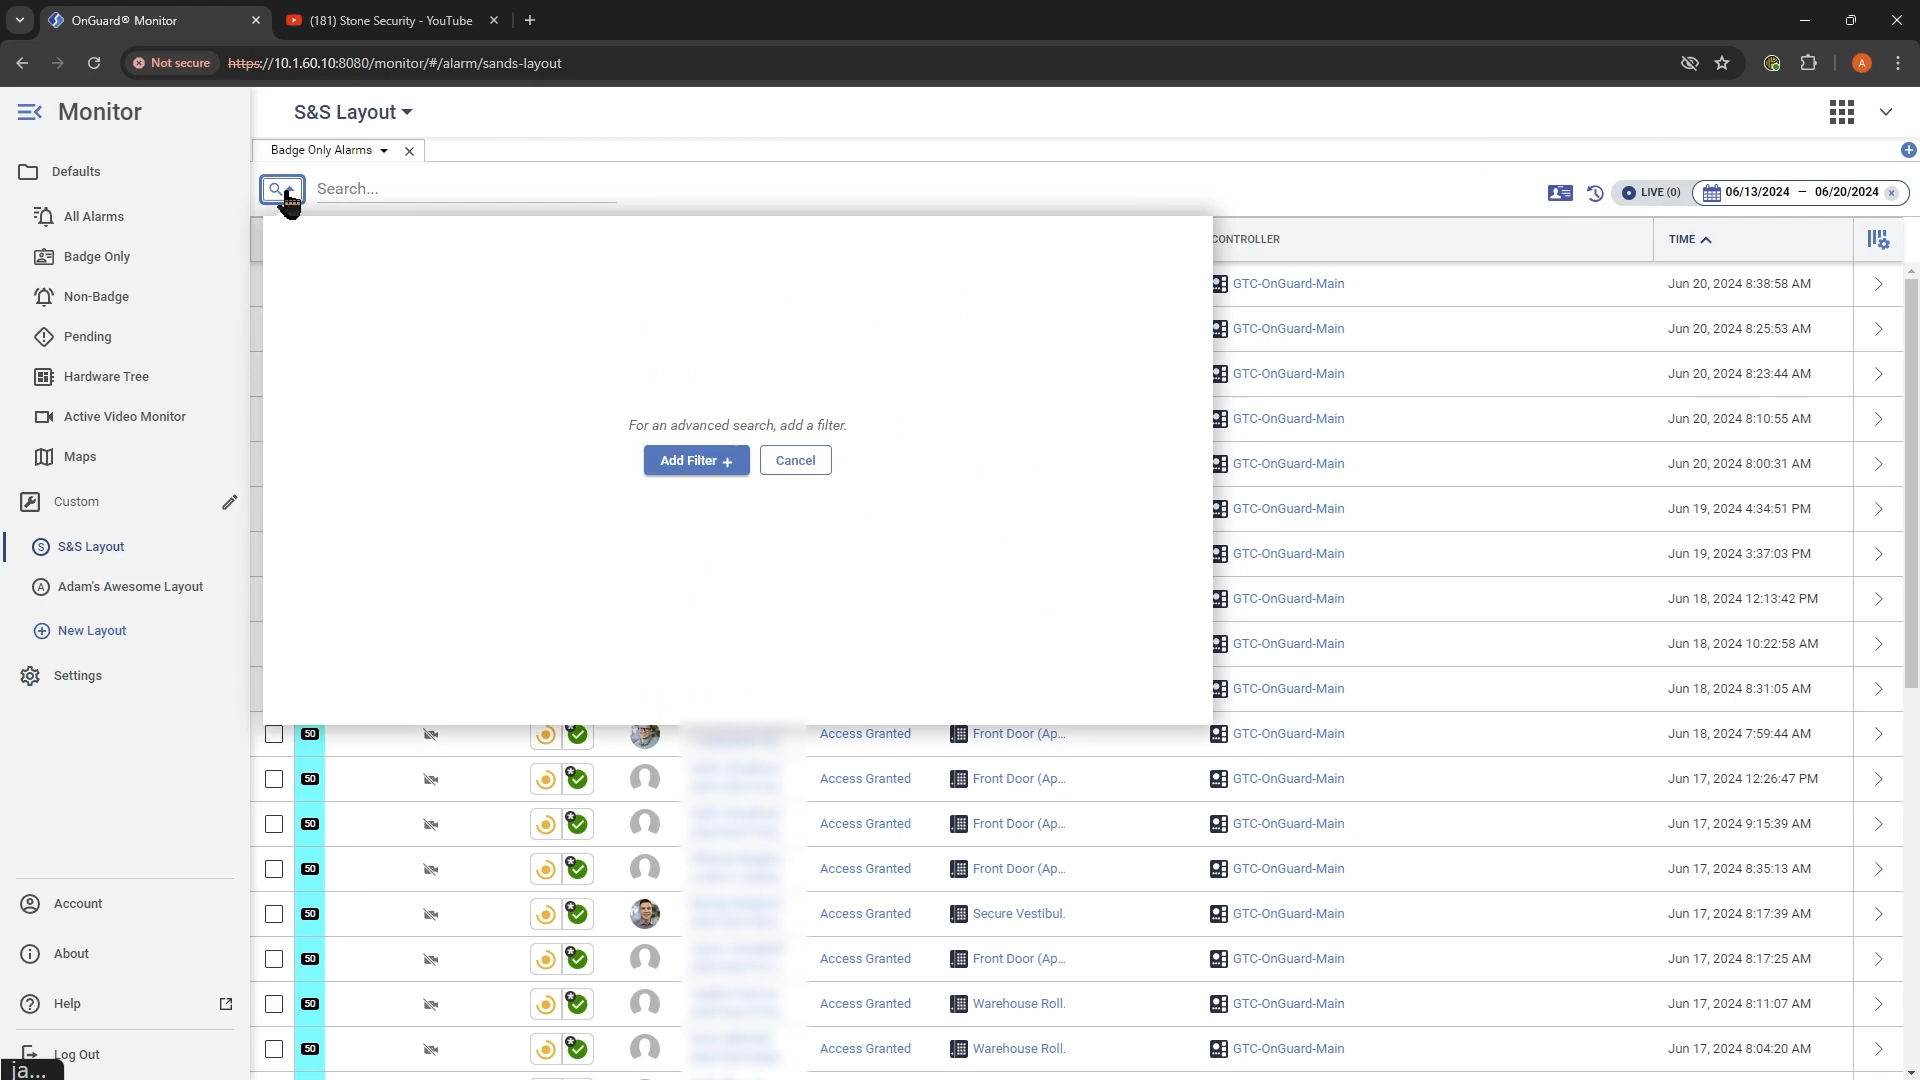 OnGuard® Monitor
(181) Stone Security - YouTube
Not secure
https://10.1.60.10:8080/monitor/#/alarm/sands-layout
A
Monitor
S&S Layout
Badge Only Alarms
Defaults
Search...
LIVE (0)
06/13/2024 – 06/20/2024
All Alarms
Badge Only
Non-Badge
Pending
Hardware Tree
Active Video Monitor
Maps
Custom
S
S&S Layout
A
Adam's Awesome Layout
New Layout
Settings
Account
About
Help
Log Out
ja...
For an advanced search, add a filter.
Add Filter +
Cancel
CONTROLLER
TIME
GTC-OnGuard-Main
Jun 20, 2024 8:38:58 AM
GTC-OnGuard-Main
Jun 20, 2024 8:25:53 AM
GTC-OnGuard-Main
Jun 20, 2024 8:23:44 AM
GTC-OnGuard-Main
Jun 20, 2024 8:10:55 AM
GTC-OnGuard-Main
Jun 20, 2024 8:00:31 AM
GTC-OnGuard-Main
Jun 19, 2024 4:34:51 PM
GTC-OnGuard-Main
Jun 19, 2024 3:37:03 PM
GTC-OnGuard-Main
Jun 18, 2024 12:13:42 PM
GTC-OnGuard-Main
Jun 18, 2024 10:22:58 AM
GTC-OnGuard-Main
Jun 18, 2024 8:31:05 AM
50
Access Granted
Front Door (Ap...
GTC-OnGuard-Main
Jun 18, 2024 7:59:44 AM
50
Access Granted
Front Door (Ap...
GTC-OnGuard-Main
Jun 17, 2024 12:26:47 PM
50
Access Granted
Front Door (Ap...
GTC-OnGuard-Main
Jun 17, 2024 9:15:39 AM
50
Access Granted
Front Door (Ap...
GTC-OnGuard-Main
Jun 17, 2024 8:35:13 AM
50
Access Granted
Secure Vestibul.
GTC-OnGuard-Main
Jun 17, 2024 8:17:39 AM
50
Access Granted
Front Door (Ap...
GTC-OnGuard-Main
Jun 17, 2024 8:17:25 AM
50
Access Granted
Warehouse Roll.
GTC-OnGuard-Main
Jun 17, 2024 8:11:07 AM
50
Access Granted
Warehouse Roll.
GTC-OnGuard-Main
Jun 17, 2024 8:04:20 AM